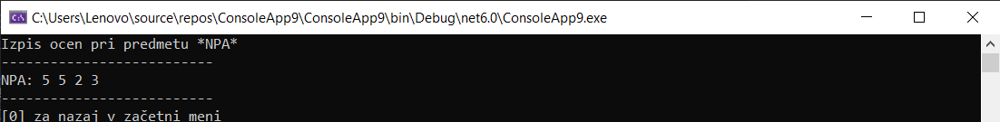 C:\Users\Lenovo\source\repos\ConsoleApp9\ConsoleApp9\bin\Debug\net6.0\ConsoleApp9.exe
Izpis ocen pri predmetu *NPA*
--------------------------
NPA: 5 5 2 3
--------------------------
[0] za nazaj v začetni meni